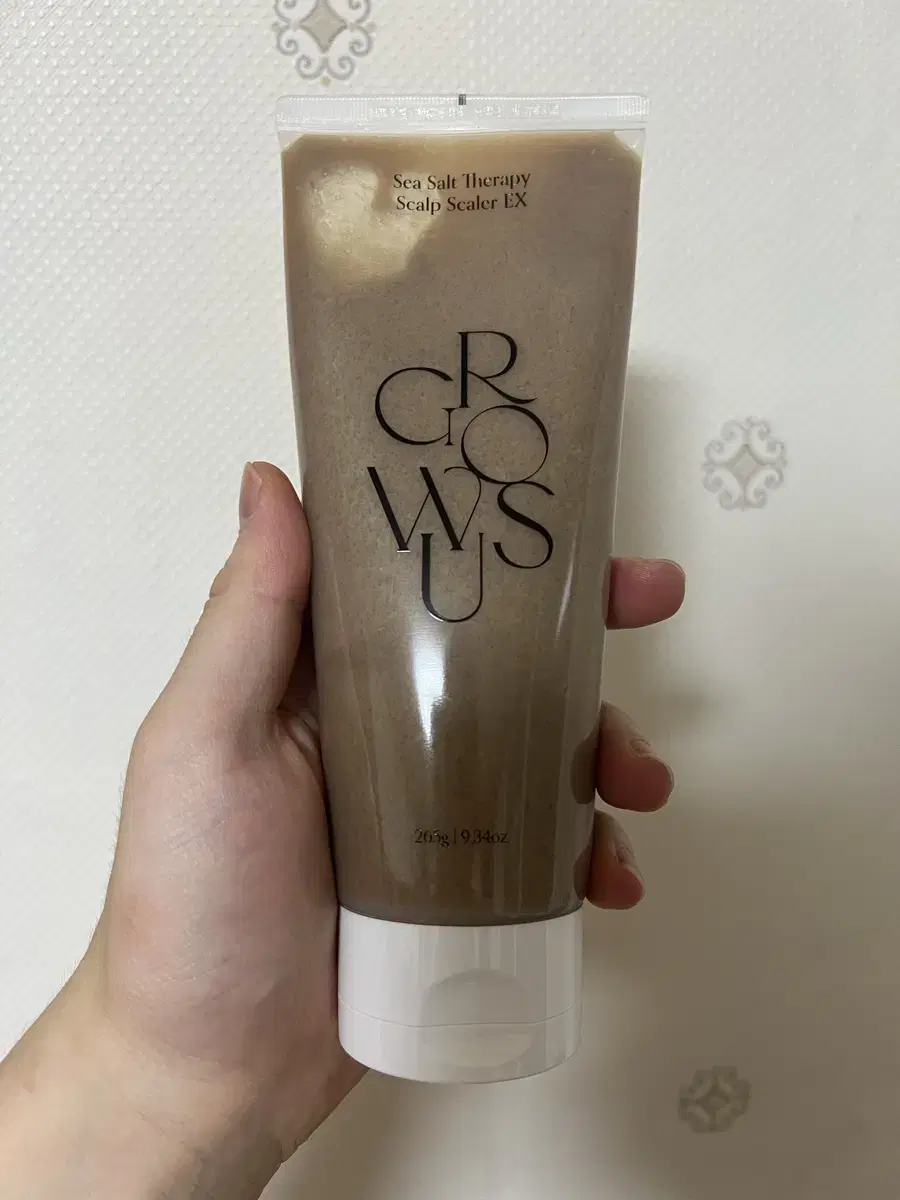 Sea Salt Therapy
Scalp Scaler EX
GROWUS
265g | 9.34oz.